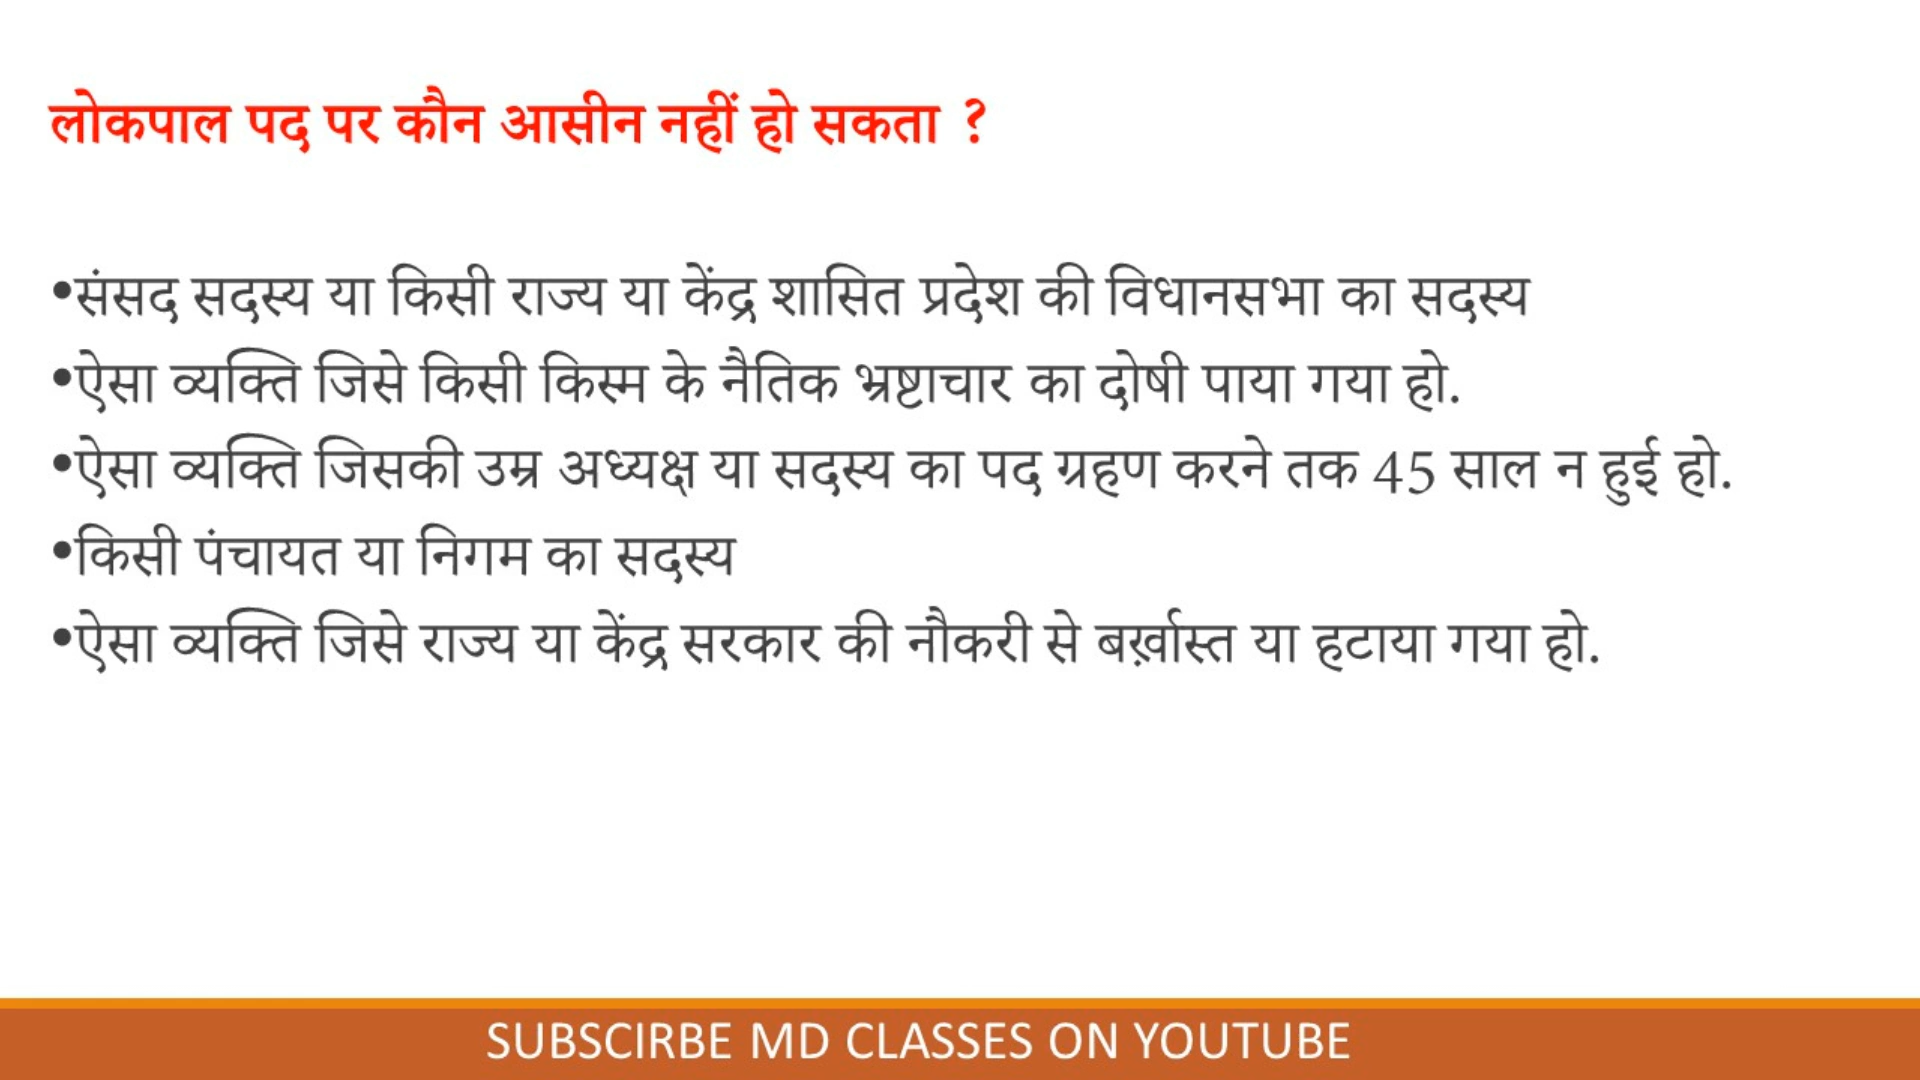 लोकपाल पद पर कौन आसीन नहीं हो सकता ?
•संसद सदस्य या किसी राज्य या केंद्र शासित प्रदेश की विधानसभा का सदस्य
•ऐसा व्यक्ति जिसे किसी किस्म के नैतिक भ्रष्टाचार का दोषी पाया गया हो.
•ऐसा व्यक्ति जिसकी उम्र अध्यक्ष या सदस्य का पद ग्रहण करने तक 45 साल न हुई हो.
•किसी पंचायत या निगम का सदस्य
•ऐसा व्यक्ति जिसे राज्य या केंद्र सरकार की नौकरी से बर्ख़ास्त या हटाया गया हो.
SUBSCIRBE MD CLASSES ON YOUTUBE